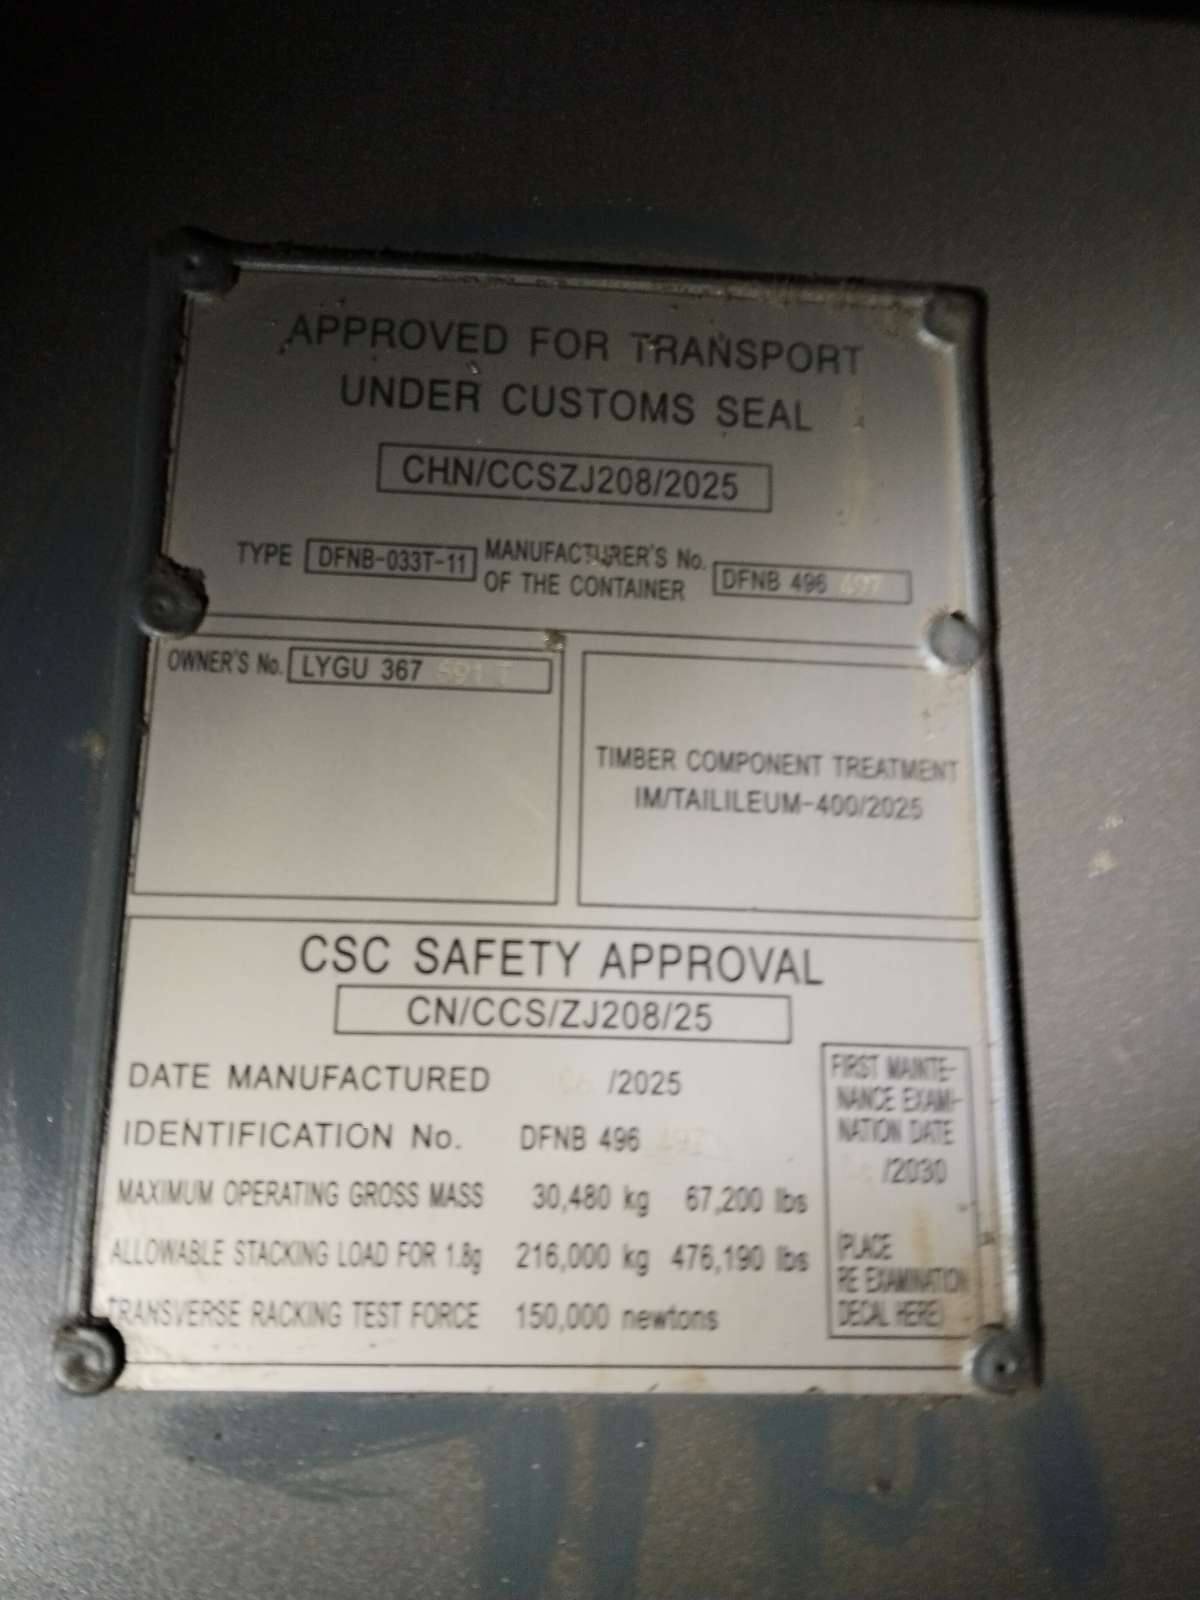 APPROVED FOR TRANSPORT
UNDER CUSTOMS SEAL
CHN/CCSZJ208/2025
TYPE DFNB-033T-11 MANUFACTURER'S No.
OF THE CONTAINER DFNB 496
OWNER'S No. LYGU 367
TIMBER COMPONENT TREATMENT
IM/TAILILEUM-400/2025
CSC SAFETY APPROVAL
CN/CCS/ZJ208/25
DATE MANUFACTURED /2025
IDENTIFICATION No. DFNB 496
MAXIMUM OPERATING GROSS MASS 30,480 kg 67,200 lbs
ALLOWABLE STACKING LOAD FOR 1.8g 216,000 kg 476,190 lbs
TRANSVERSE RACKING TEST FORCE 150,000 newtons
FIRST MAINTE-
NANCE EXAMI-
NATION DATE
/2030
(PLACE
RE EXAMINATION
DECAL HERE)